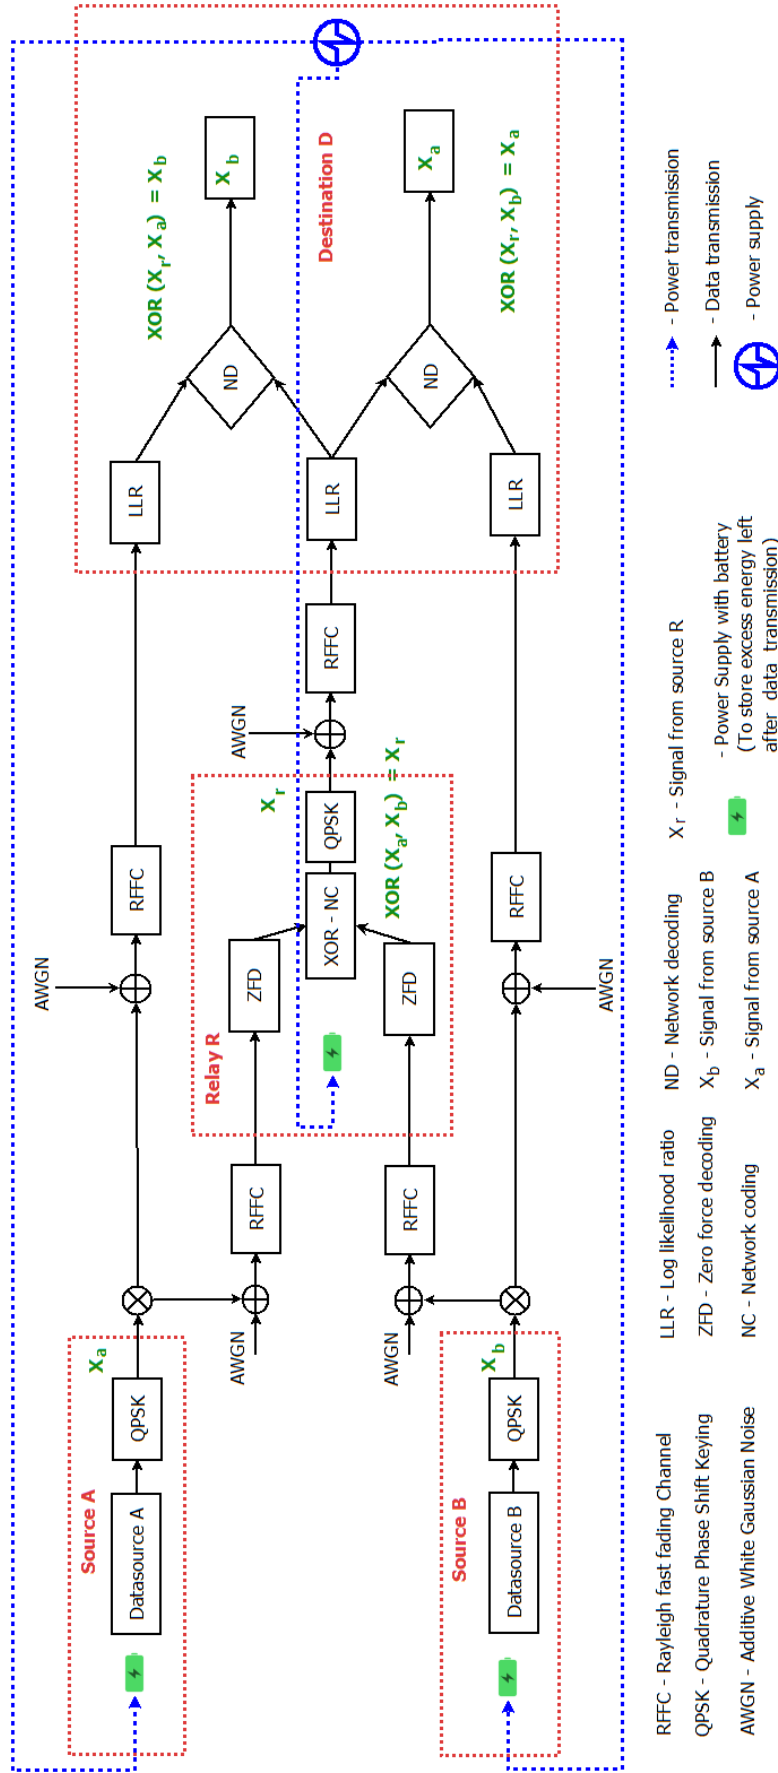 Source A
Datasource A
QPSK
Xa
AWGN
RFFC
LLR
ND
XOR (Xr, Xa) = Xb
Xb
AWGN
RFFC
Relay R
ZFD
XOR - NC
QPSK
Xr
XOR (Xa, Xb) = Xr
AWGN
RFFC
LLR
Destination D
AWGN
RFFC
ZFD
Source B
Datasource B
QPSK
Xb
AWGN
RFFC
LLR
ND
Xa
XOR (Xr, Xb) = Xa
RFFC - Rayleigh fast fading Channel
QPSK - Quadrature Phase Shift Keying
AWGN - Additive White Gaussian Noise
LLR - Log likelihood ratio
ZFD - Zero force decoding
NC - Network coding
ND - Network decoding
Xb - Signal from source B
Xa - Signal from source A
Xr - Signal from source R
- Power Supply with battery
(To store excess energy left
after data transmission)
- Power transmission
- Data transmission
- Power supply